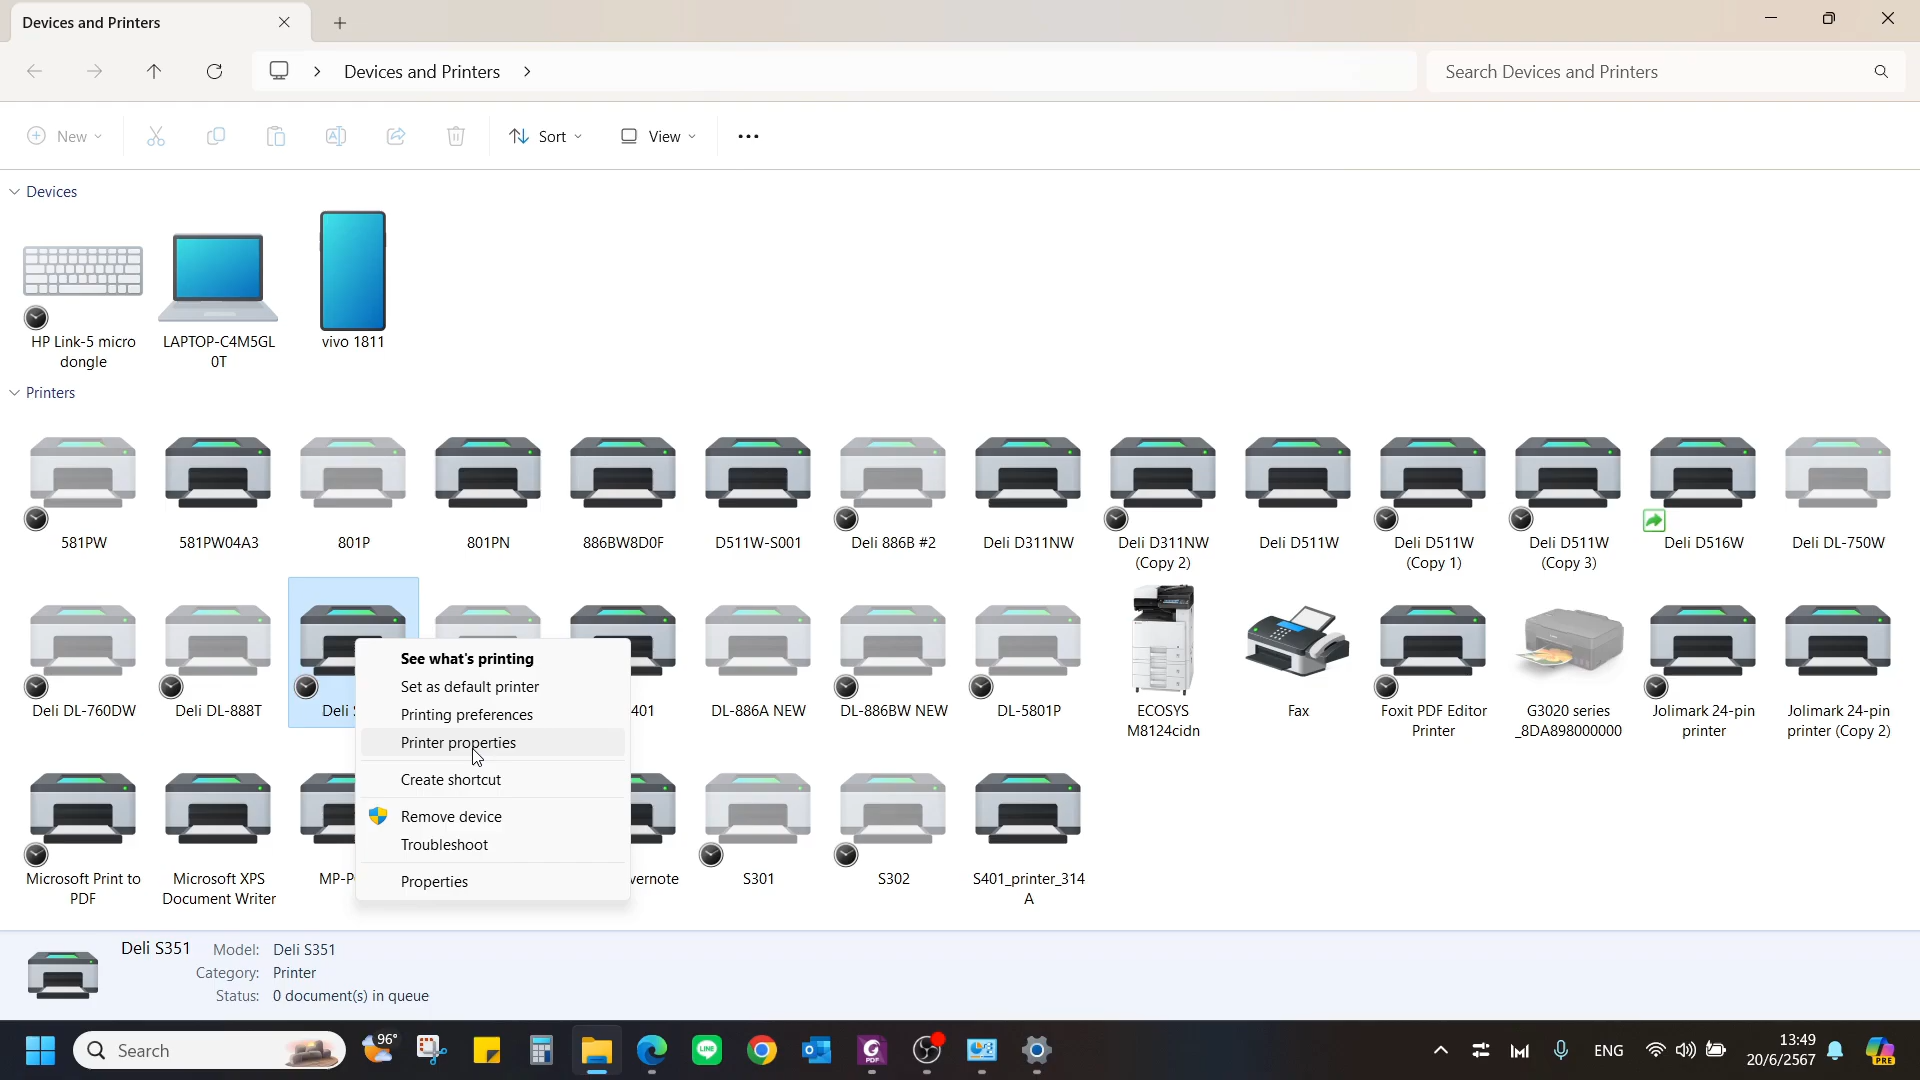 Devices and Printers
Devices and Printers
Search Devices and Printers
New
Sort
View
Devices
HP Link-5 micro
dongle
LAPTOP-C4M5GL
0T
vivo 1811
Printers
581PW
581PW04A3
801P
801PN
886BW8D0F
D511W-S001
Deli 886B #2
Deli D311NW
Deli D311NW
(Copy 2)
Deli D511W
Deli D511W
(Copy 1)
Deli D511W
(Copy 3)
Deli D516W
Deli DL-750W
Deli DL-760DW
Deli DL-888T
Deli
401
DL-886A NEW
DL-886BW NEW
DL-5801P
ECOSYS
M8124cidn
Fax
Foxit PDF Editor
Printer
G3020 series
_8DA898000000
Jolimark 24-pin
printer
Jolimark 24-pin
printer (Copy 2)
See what's printing
Set as default printer
Printing preferences
Printer properties
Create shortcut
Remove device
Troubleshoot
Properties
Microsoft Print to
PDF
Microsoft XPS
Document Writer
MP-P
vernote
S301
S302
S401_printer_314
A
Deli S351
Model: Deli S351
Category: Printer
Status: 0 document(s) in queue
Search
96°
LINE
PDF
ENG
13:49
20/6/2567
PRE